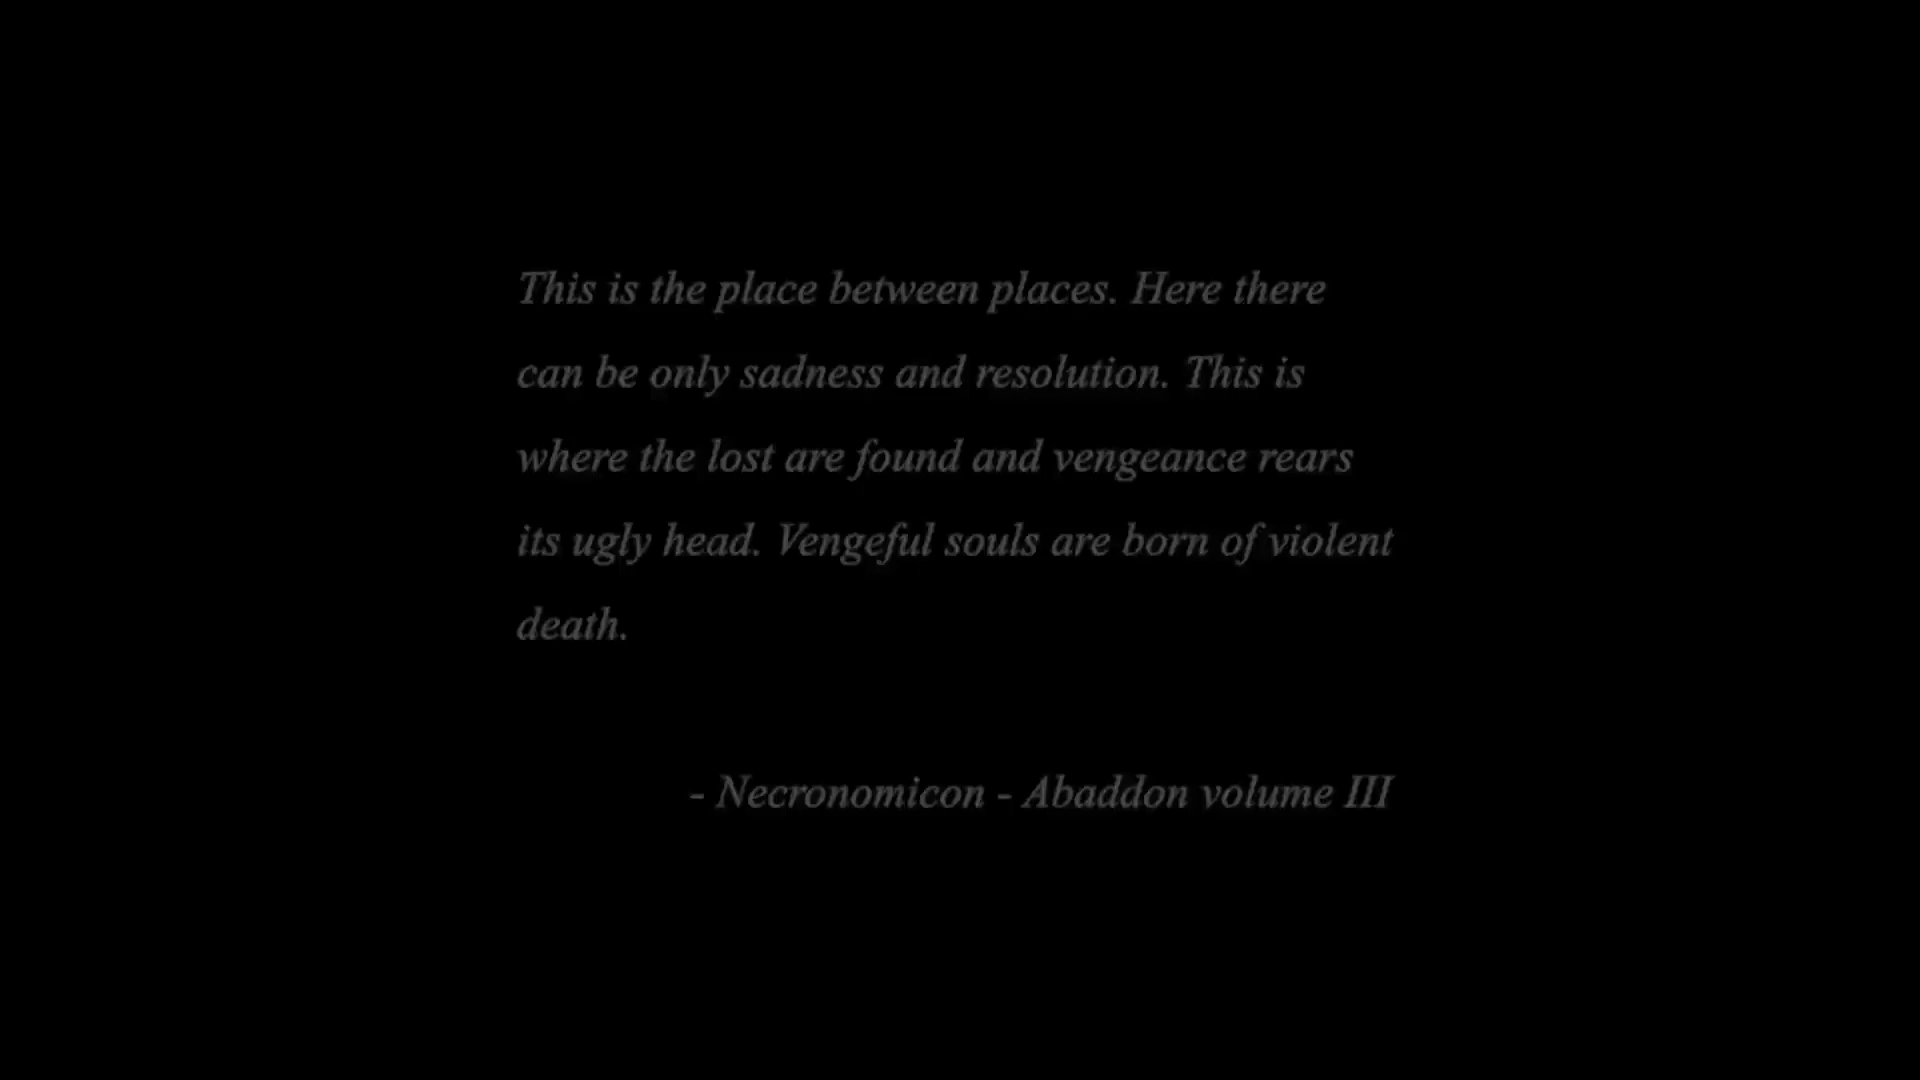 This is the place between places. Here there
can be only sadness and resolution. This is
where the lost are found and vengeance rears
its ugly head. Vengeful souls are born of violent
death.
- Necronomicon - Abaddon volume III